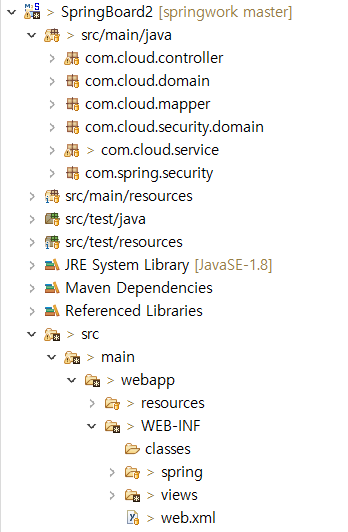 > SpringBoard2 [springwork master]
> src/main/java
com.cloud.controller
com.cloud.domain
com.cloud.mapper
com.cloud.security.domain
> com.cloud.service
com.spring.security
src/main/resources
src/test/java
src/test/resources
JRE System Library [JavaSE-1.8]
Maven Dependencies
Referenced Libraries
> src
> main
> webapp
> resources
> WEB-INF
classes
> spring
> views
> web.xml